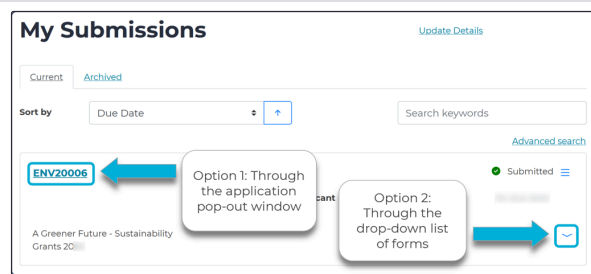 My Submissions
Update Details
Current Archived
Sort by Due Date Search keywords
Advanced search
ENV20006
Submitted
Option 1: Through
the application
pop-out window
cant
Option 2:
Through the
drop-down list
of forms
A Greener Future - Sustainability
Grants 20